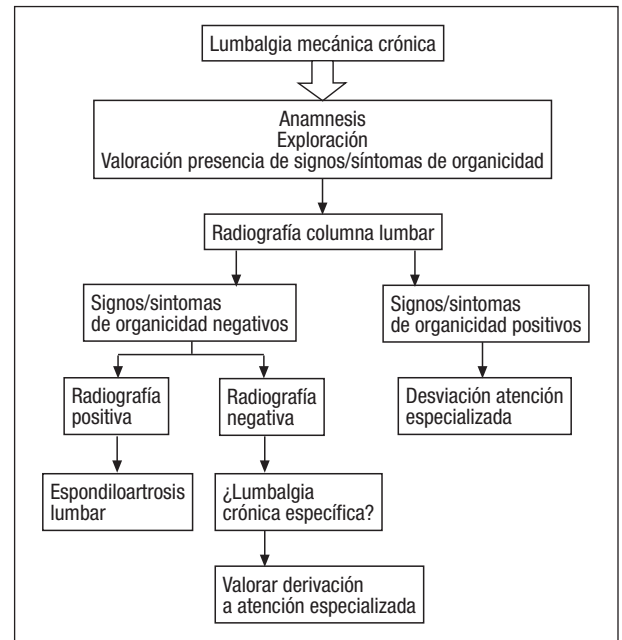 Lumbalgia mecánica crónica
Anamnesis
Exploración
Valoración presencia de signos/síntomas de organicidad
Radiografía columna lumbar
Signos/sintomas
de organicidad negativos
Signos/sintomas
de organicidad positivos
Radiografía
positiva
Radiografía
negativa
Desviación atención
especializada
Espondiloartrosis
lumbar
¿Lumbalgia
crónica específica?
Valorar derivación
a atención especializada